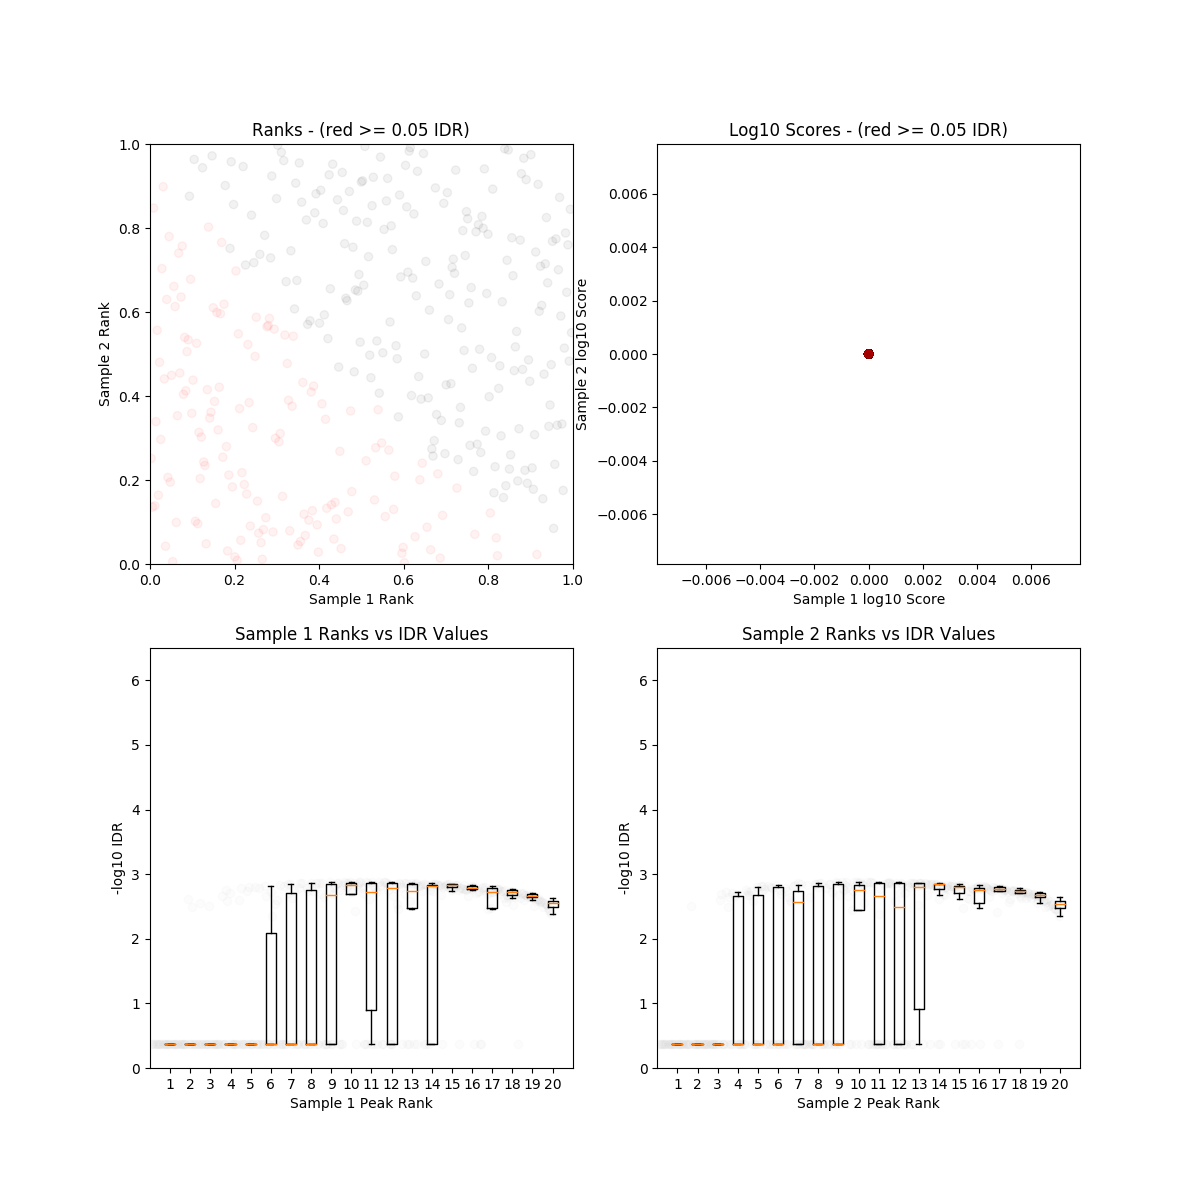 Ranks - (red >= 0.05 IDR)
1.0
0.8
0.6
0.4
0.2
0.0
Sample 2 Rank
0.0 0.2 0.4 0.6 0.8 1.0
Sample 1 Rank
Log10 Scores - (red >= 0.05 IDR)
0.006
0.004
0.002
0.000
−0.002
−0.004
−0.006
Sample 2 log10 Score
−0.006 −0.004 −0.002 0.000 0.002 0.004 0.006
Sample 1 log10 Score
Sample 1 Ranks vs IDR Values
6
5
4
3
2
1
0
-log10 IDR
1 2 3 4 5 6 7 8 9 10 11 12 13 14 15 16 17 18 19 20
Sample 1 Peak Rank
Sample 2 Ranks vs IDR Values
6
5
4
3
2
1
0
-log10 IDR
1 2 3 4 5 6 7 8 9 10 11 12 13 14 15 16 17 18 19 20
Sample 2 Peak Rank